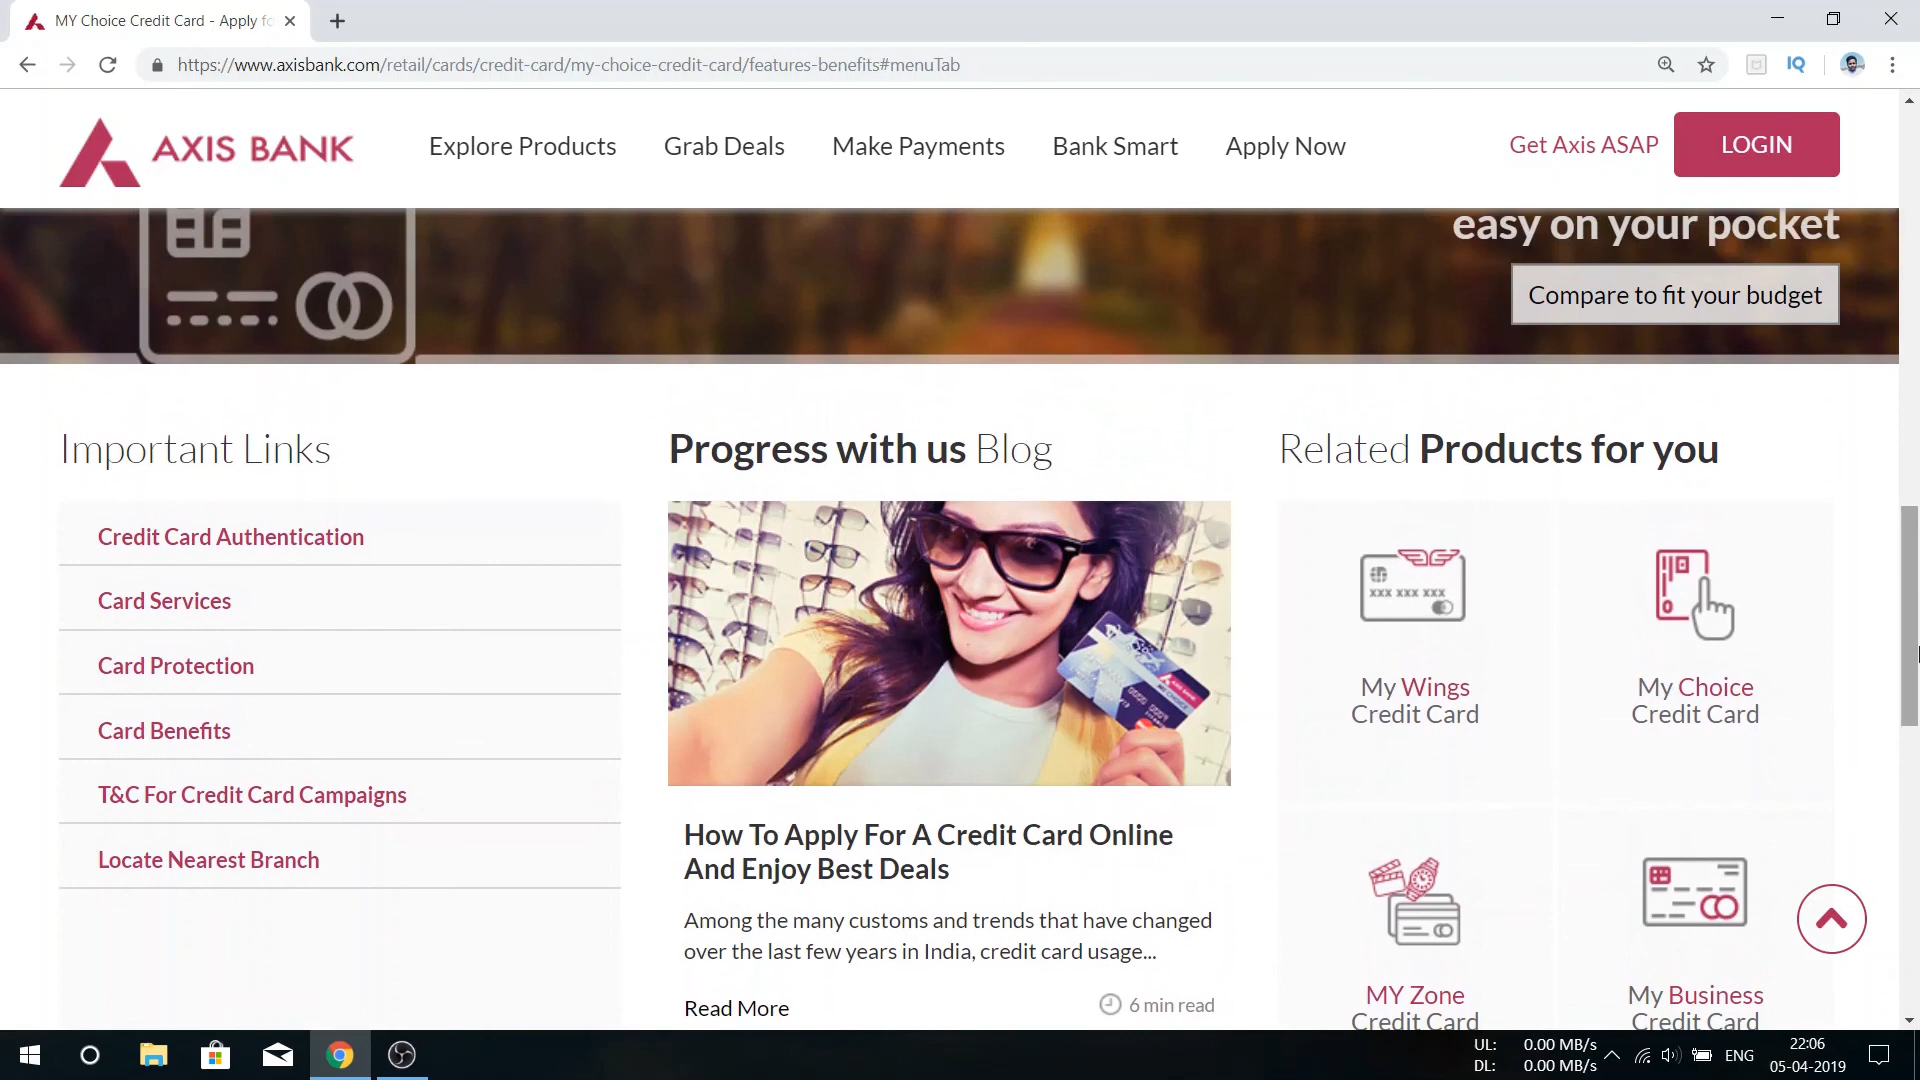 MY Choice Credit Card - Apply fo
https://www.axisbank.com/retail/cards/credit-card/my-choice-credit-card/features-benefits#menuTab
IQ
AXIS BANK
Explore Products
Grab Deals
Make Payments
Bank Smart
Apply Now
Get Axis ASAP
LOGIN
easy on your pocket
Compare to fit your budget
Important Links
Credit Card Authentication
Card Services
Card Protection
Card Benefits
T&C For Credit Card Campaigns
Locate Nearest Branch
Progress with us Blog
How To Apply For A Credit Card Online
And Enjoy Best Deals
Among the many customs and trends that have changed
over the last few years in India, credit card usage...
Read More
6 min read
Related Products for you
XXX XXX XXX
My Wings
Credit Card
My Choice
Credit Card
MY Zone
Credit Card
My Business
Credit Card
UL: 0.00 MB/s
DL: 0.00 MB/s
ENG
22:06
05-04-2019